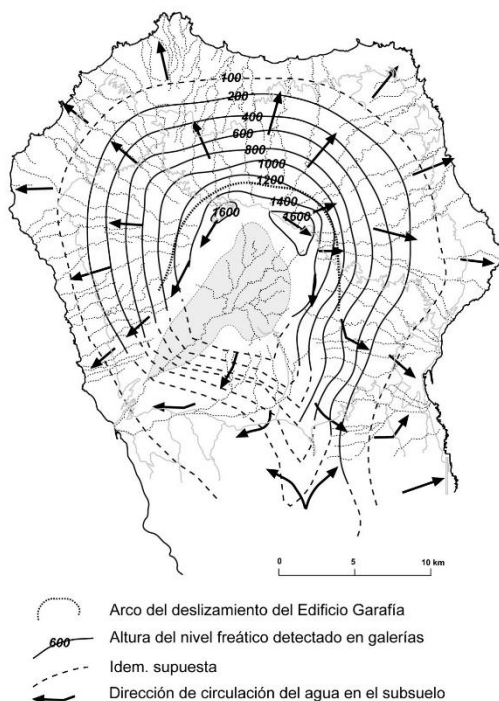 100
200
400
600
800
1000
1200
1400
1600
1600
0 5 10 km
Arco del deslizamiento del Edificio Garafía
600 Altura del nivel freático detectado en galerías
Idem. supuesta
Dirección de circulación del agua en el subsuelo